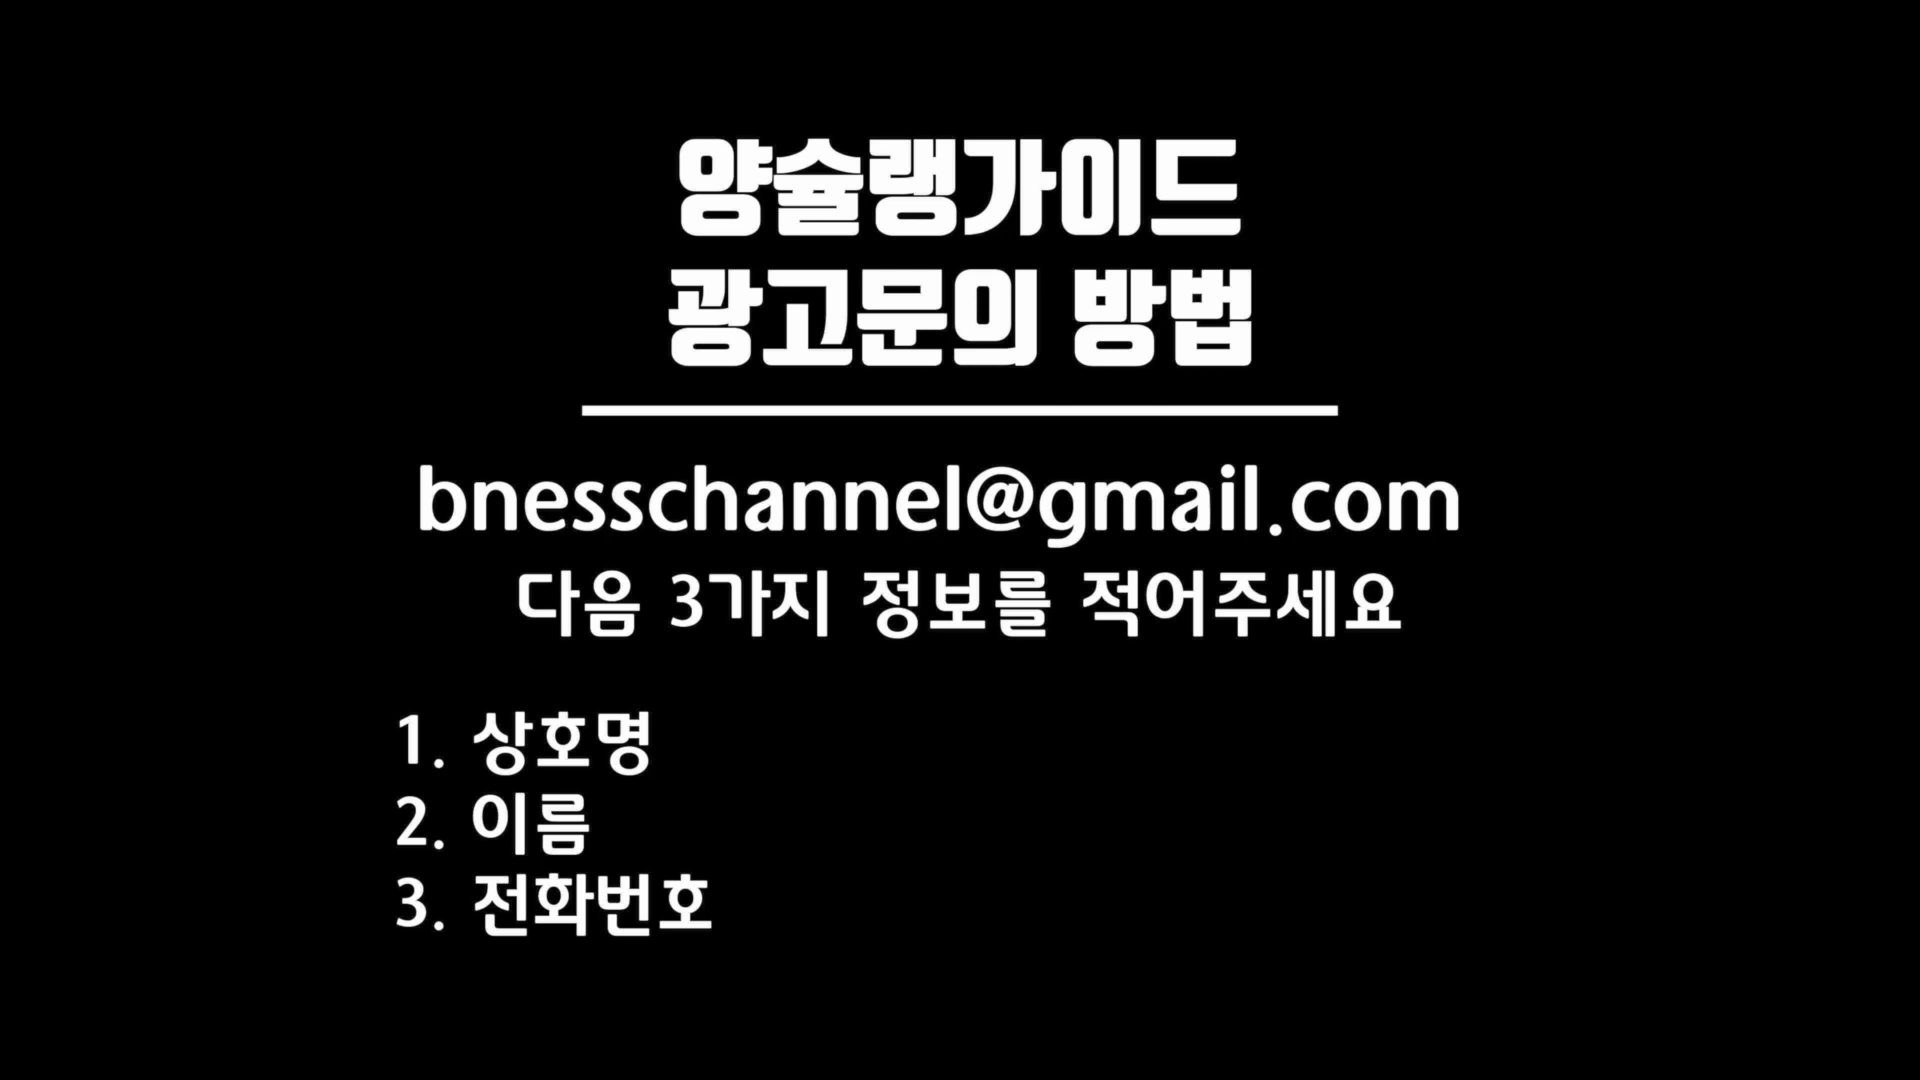 양슐랭가이드
광고문의 방법
bnesschannel@gmail.com
다음 3가지 정보를 적어주세요
1. 상호명
2. 이름
3. 전화번호